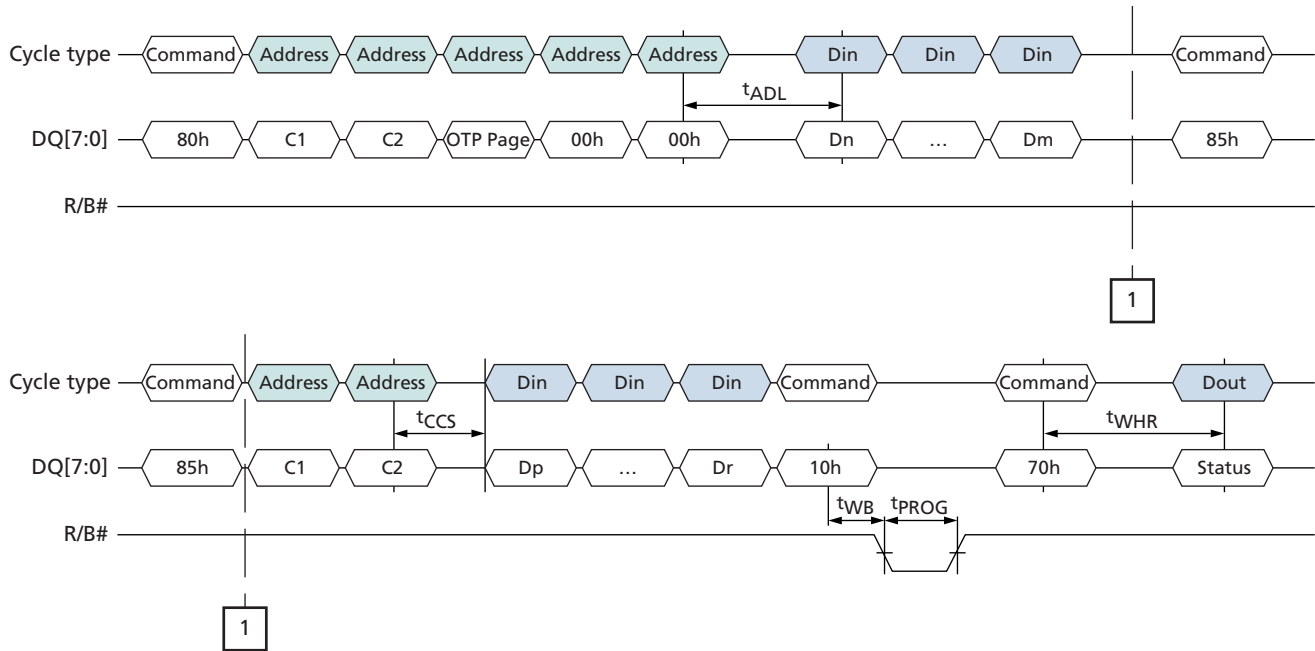 Cycle type Command Address Address Address Address Address Din Din Din Command
tADL
DQ[7:0] 80h C1 C2 OTP Page 00h 00h Dn … Dm 85h
R/B#
1
Cycle type Command Address Address Din Din Din Command Command Dout
tCCS tWHR
DQ[7:0] 85h C1 C2 Dp … Dr 10h 70h Status
tWB tPROG
R/B#
1